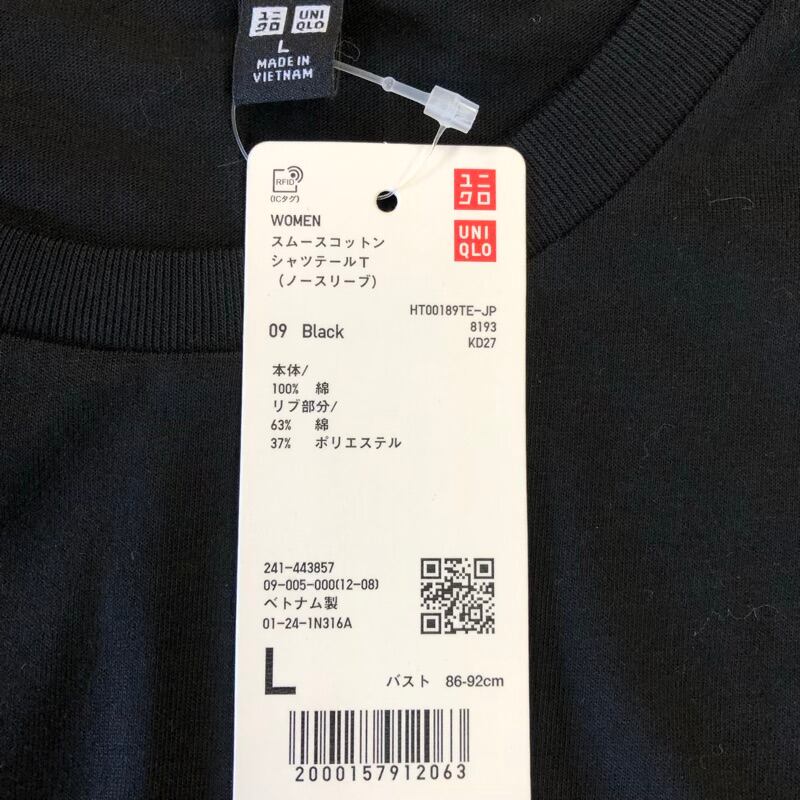 ユニ UNI
クロ QLO
L
MADE IN
VIETNAM
RFID
(ICタグ)
ユニ
クロ
UNI
QLO
WOMEN
スムースコットン
シャツテールT
(ノースリーブ)
HT00189TE-JP
09 Black
8193
KD27
本体/
100% 綿
リブ部分/
63% 綿
37% ポリエステル
241-443857
09-005-000(12-08)
ベトナム製
01-24-1N316A
L
バスト 86-92cm
2000157912063